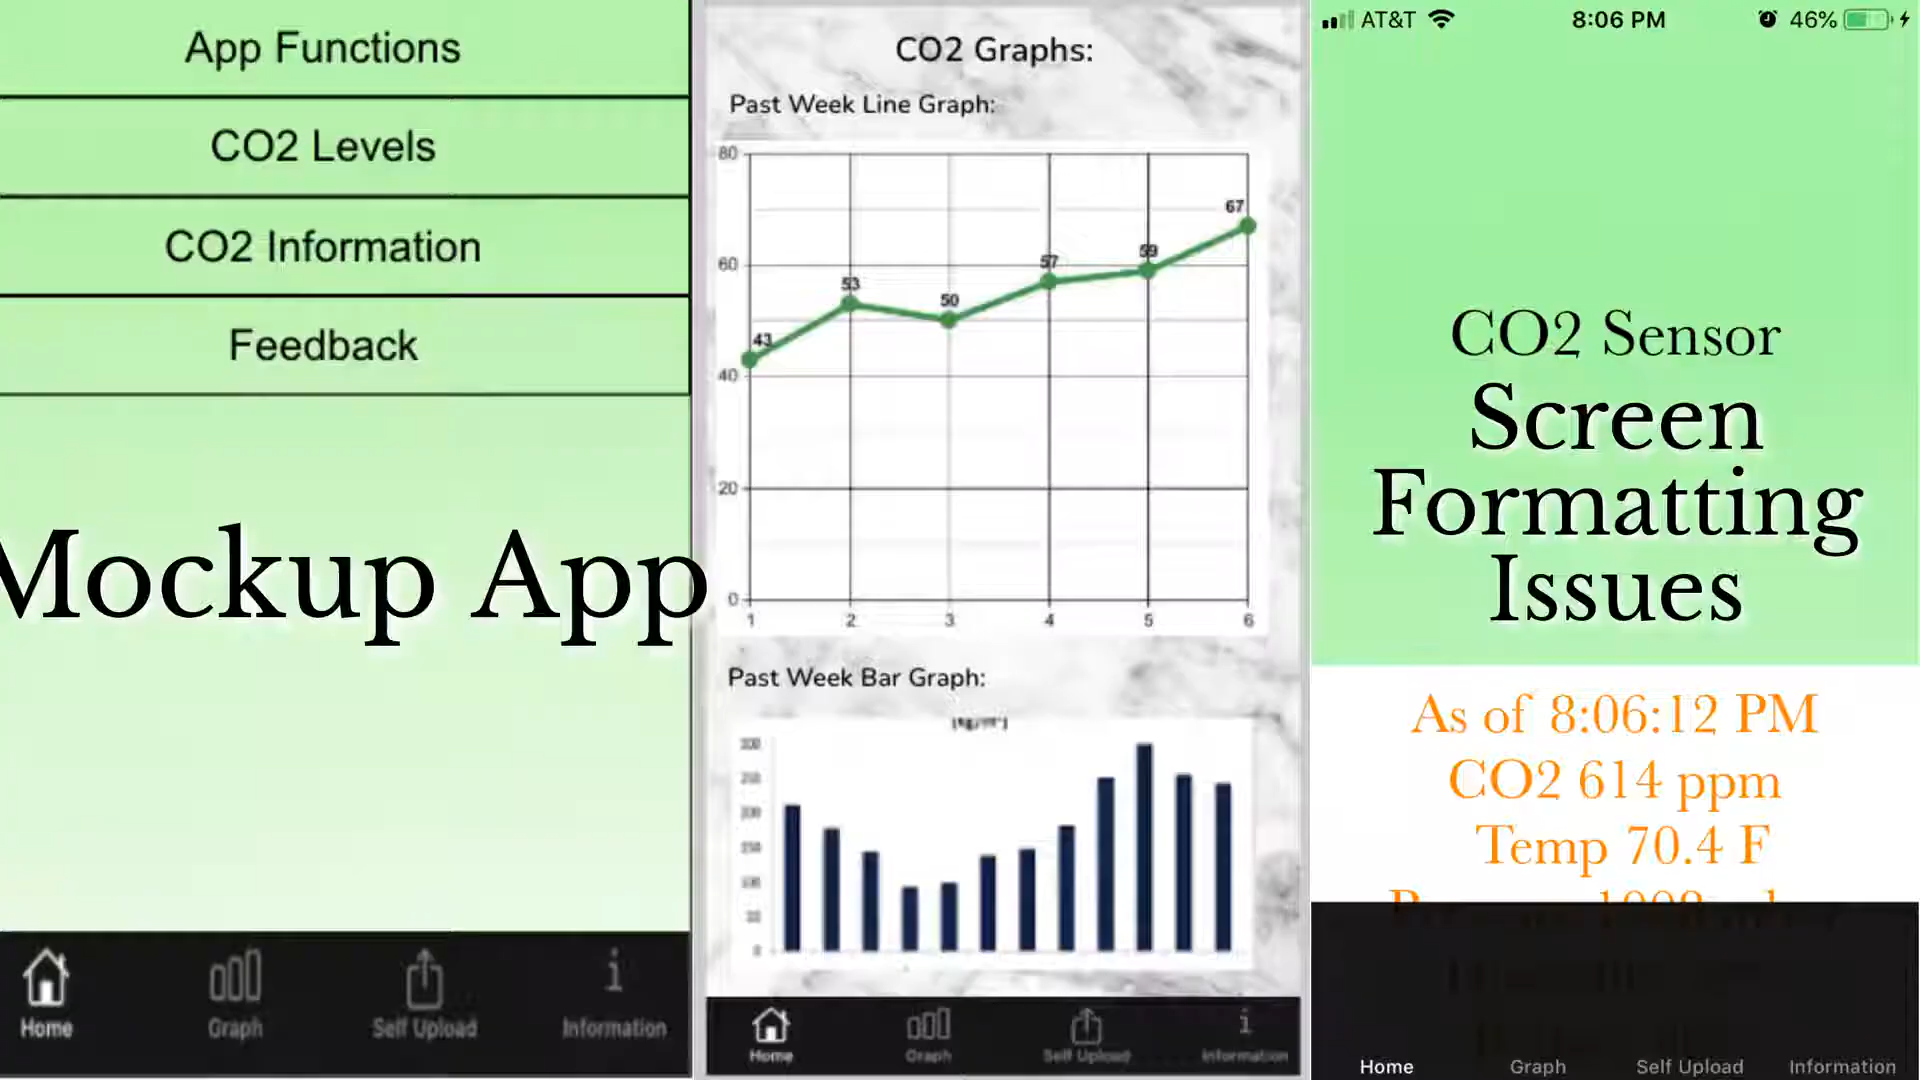 App Functions
CO2 Levels
CO2 Information
Feedback
Mockup App
Home Graph Self Upload Information
CO2 Graphs:
Past Week Line Graph:
80
60
40
20
0
43 53 50 57 59 67
1 2 3 4 5 6
Past Week Bar Graph:
Home Graph Self Upload Information
AT&T 8:06 PM 46%
CO2 Sensor
Screen
Formatting
Issues
As of 8:06:12 PM
CO2 614 ppm
Temp 70.4 F
Home Graph Self Upload Information